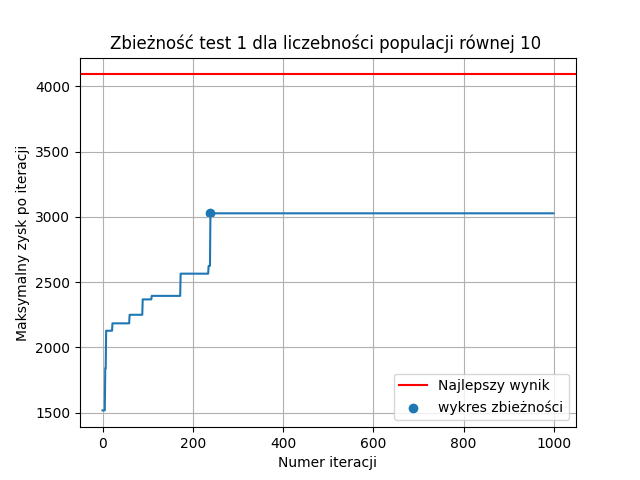 Zbieżność test 1 dla liczebności populacji równej 10
Maksymalny zysk po iteracji
4000
3500
3000
2500
2000
1500
0
200
400
600
800
1000
Numer iteracji
Najlepszy wynik
wykres zbieżności